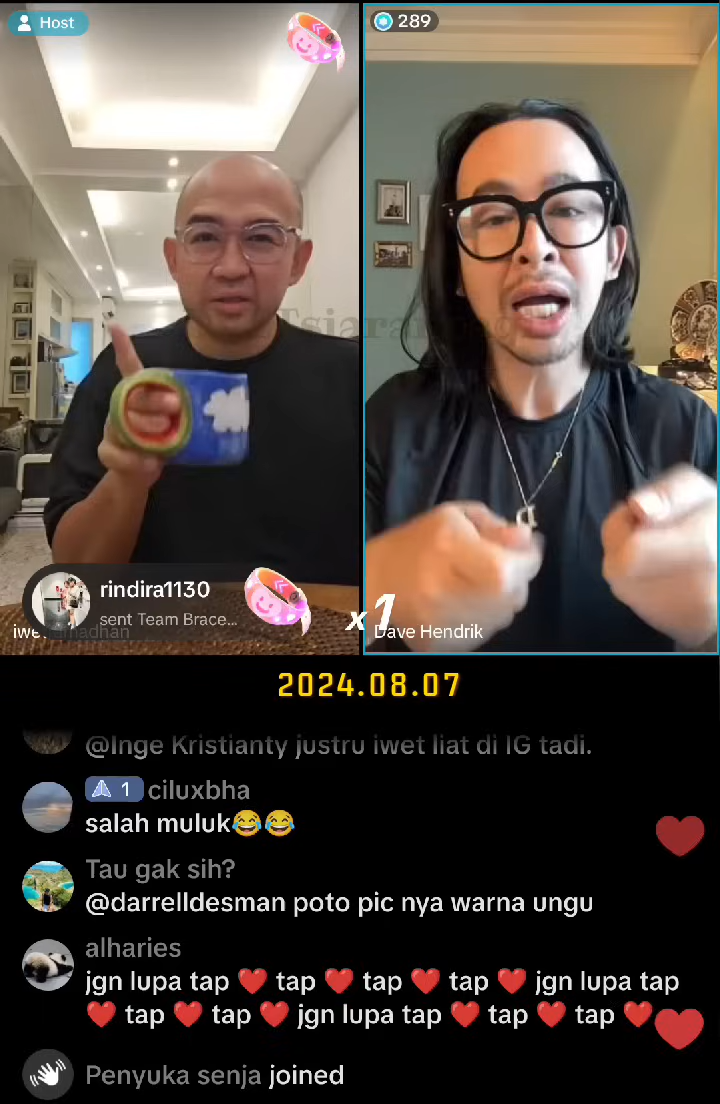 Host
289
rindira1130
sent Team Brace...
x1
Dave Hendrik
2024.08.07
@Inge Kristianty justru iwet liat di IG tadi.
1 ciluxbha
salah muluk😂😂
Tau gak sih?
@darrelldesman poto pic nya warna ungu
alharies
jgn lupa tap ❤️ tap ❤️ tap ❤️ tap ❤️ jgn lupa tap
❤️ tap ❤️ tap ❤️ jgn lupa tap ❤️ tap ❤️ tap ❤️
Penyuka senja joined